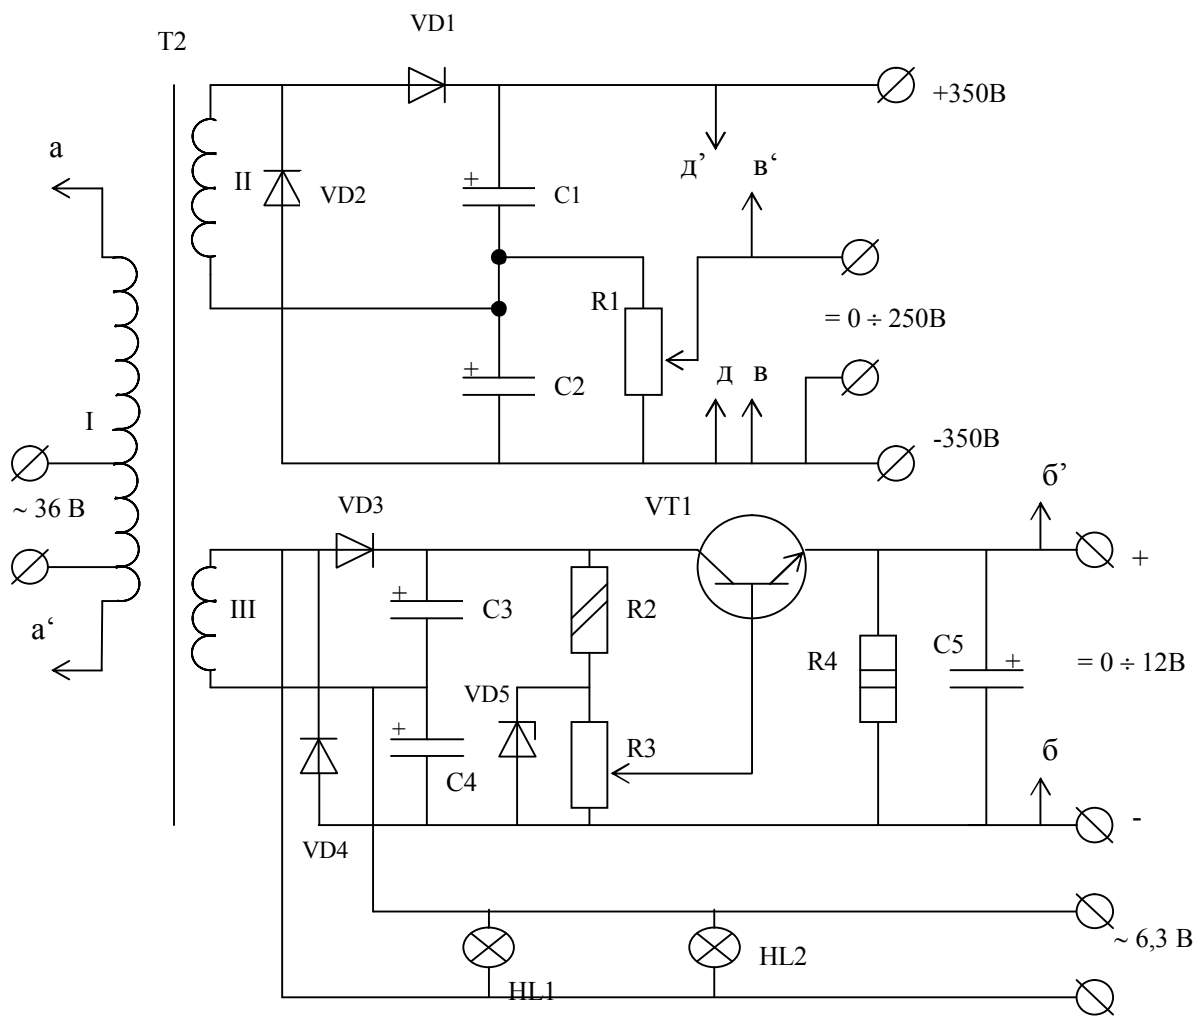 VD1
T2
+350В
a
д’
в‘
II
VD2
+
C1
R1
= 0 ÷ 250В
+
C2
д
в
I
-350В
~ 36 В
VD3
VT1
б’
+
III
+
C3
R2
R4
C5
+
= 0 ÷ 12В
a‘
VD5
+
R3
C4
б
-
VD4
~ 6,3 В
HL2
HL1